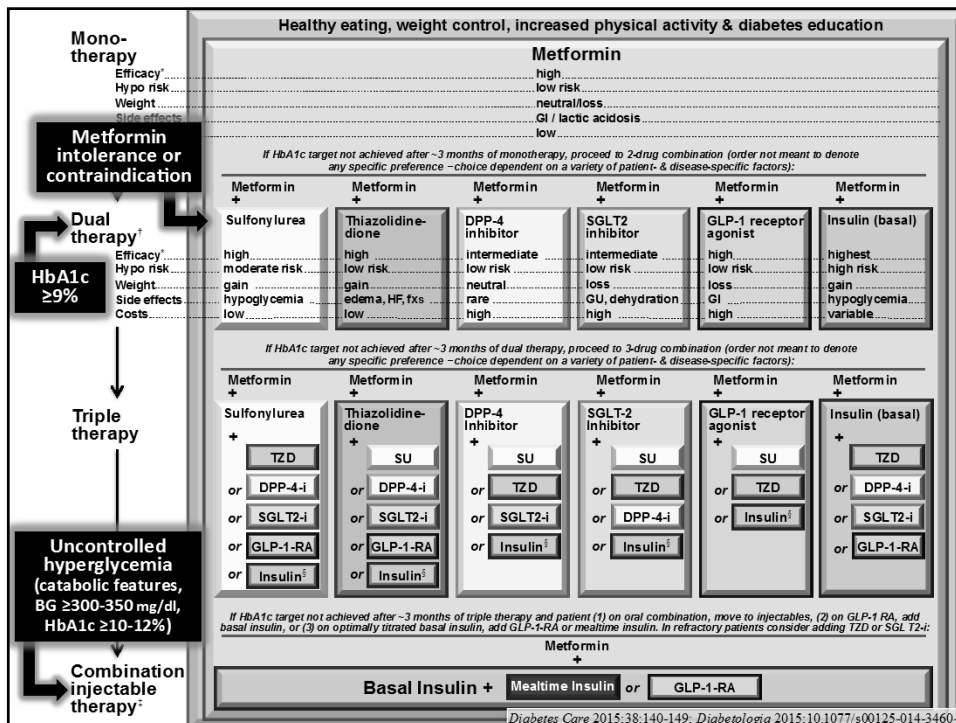 Healthy eating, weight control, increased physical activity & diabetes education
Mono-
therapy
Metformin
Efficacy* high
Hypo risk low risk
Weight neutral/loss
Side effects GI / lactic acidosis
low
Metformin
intolerance or
contraindication
If HbA1c target not achieved after ~3 months of monotherapy, proceed to 2-drug combination (order not meant to denote
any specific preference – choice dependent on a variety of patient- & disease-specific factors):
Metformin Metformin Metformin Metformin Metformin Metformin
+ + + + + +
Dual
therapy†
Sulfonylurea Thiazolidine- DPP-4 SGLT2 GLP-1 receptor Insulin (basal)
dione inhibitor inhibitor agonist
Efficacy* high high intermediate intermediate high highest
Hypo risk moderate risk low risk low risk low risk low risk high risk
Weight gain gain neutral loss loss gain
Side effects hypoglycemia edema, HF, fxs rare GU, dehydration GI hypoglycemia
Costs low low high high high variable
HbA1c
≥9%
If HbA1c target not achieved after ~3 months of dual therapy, proceed to 3-drug combination (order not meant to denote
any specific preference – choice dependent on a variety of patient- & disease-specific factors):
Metformin Metformin Metformin Metformin Metformin Metformin
+ + + + + +
Triple
therapy
Sulfonylurea Thiazolidine- DPP-4 SGLT-2 GLP-1 receptor Insulin (basal)
dione Inhibitor Inhibitor agonist
+ + + + + +
TZD SU SU SU SU TZD
or DPP-4-i or DPP-4-i or TZD or TZD or TZD or DPP-4-i
or SGLT2-i or SGLT2-i or SGLT2-i or DPP-4-i or Insulin§ or SGLT2-i
or GLP-1-RA or GLP-1-RA or Insulin§ or Insulin§ or GLP-1-RA
or Insulin§ or Insulin§
Uncontrolled
hyperglycemia
(catabolic features,
BG ≥300-350 mg/dl,
HbA1c ≥10-12%)
If HbA1c target not achieved after ~3 months of triple therapy and patient (1) on oral combination, move to injectables, (2) on GLP-1 RA, add
basal insulin, or (3) on optimally titrated basal insulin, add GLP-1-RA or mealtime insulin. In refractory patients consider adding TZD or SGL T2-i:
Metformin
+
Combination
injectable
therapy‡
Basal Insulin + Mealtime Insulin or GLP-1-RA
Diabetes Care 2015;38:140-149; Diabetologia 2015;10.1077/s00125-014-3460-